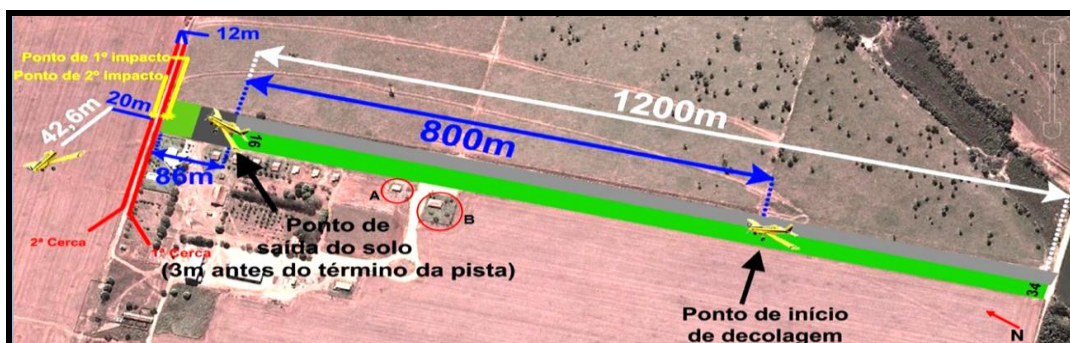 12m
Ponto de 1º impacto
Ponto de 2º impacto
20m
42,6m
1200m
800m
16
86m
A
B
Ponto de
saída do solo
(3m antes do término da pista)
2ª Cerca
1ª Cerca
34
Ponto de início
de decolagem
N